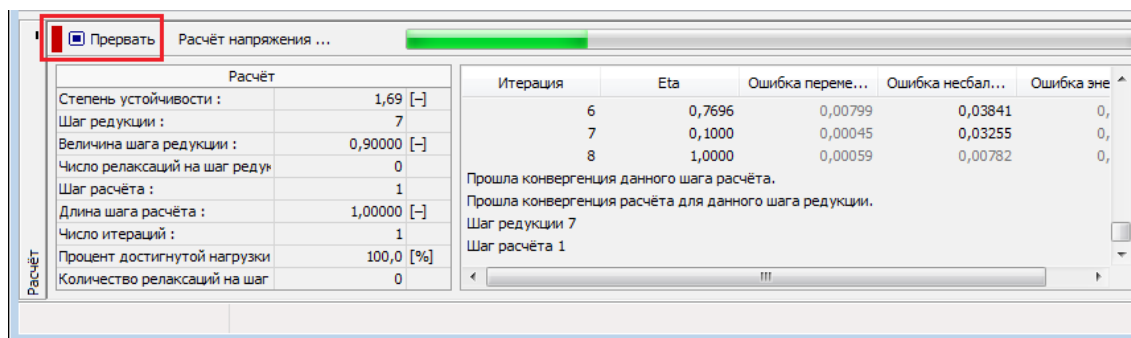 Прервать Расчёт напряжения ...
Расчёт
Степень устойчивости : 1,69 [–]
Шаг редукции : 7
Величина шага редукции : 0,90000 [–]
Число релаксаций на шаг редук 0
Шаг расчёта : 1
Длина шага расчёта : 1,00000 [–]
Число итераций : 1
Процент достигнутой нагрузки 100,0 [%]
Количество релаксаций на шаг 0
Итерация Eta Ошибка переме... Ошибка несбал... Ошибка эне
6 0,7696 0,00799 0,03841 0,
7 0,1000 0,00045 0,03255 0,
8 1,0000 0,00059 0,00782 0,
Прошла конвергенция данного шага расчёта.
Прошла конвергенция расчёта для данного шага редукции.
Шаг редукции 7
Шаг расчёта 1
Расчёт